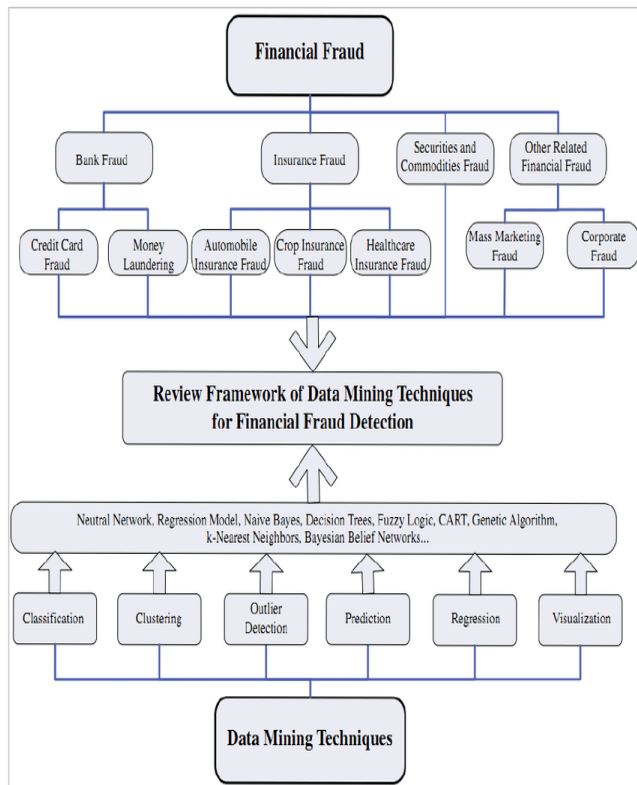 Financial Fraud
Bank Fraud
Insurance Fraud
Securities and
Commodities Fraud
Other Related
Financial Fraud
Credit Card
Fraud
Money
Laundering
Automobile
Insurance Fraud
Crop Insurance
Fraud
Healthcare
Insurance Fraud
Mass Marketing
Fraud
Corporate
Fraud
Review Framework of Data Mining Techniques
for Financial Fraud Detection
Neutral Network, Regression Model, Naive Bayes, Decision Trees, Fuzzy Logic, CART, Genetic Algorithm,
k-Nearest Neighbors, Bayesian Belief Networks...
Classification
Clustering
Outlier
Detection
Prediction
Regression
Visualization
Data Mining Techniques